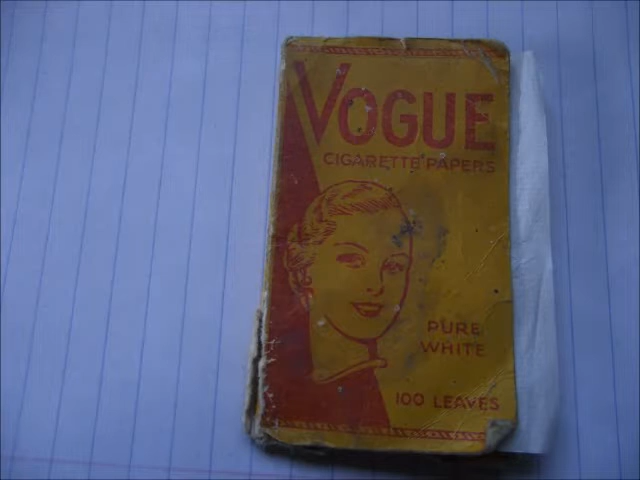 VOGUE
CIGARETTE PAPERS
PURE
WHITE
100 LEAVES